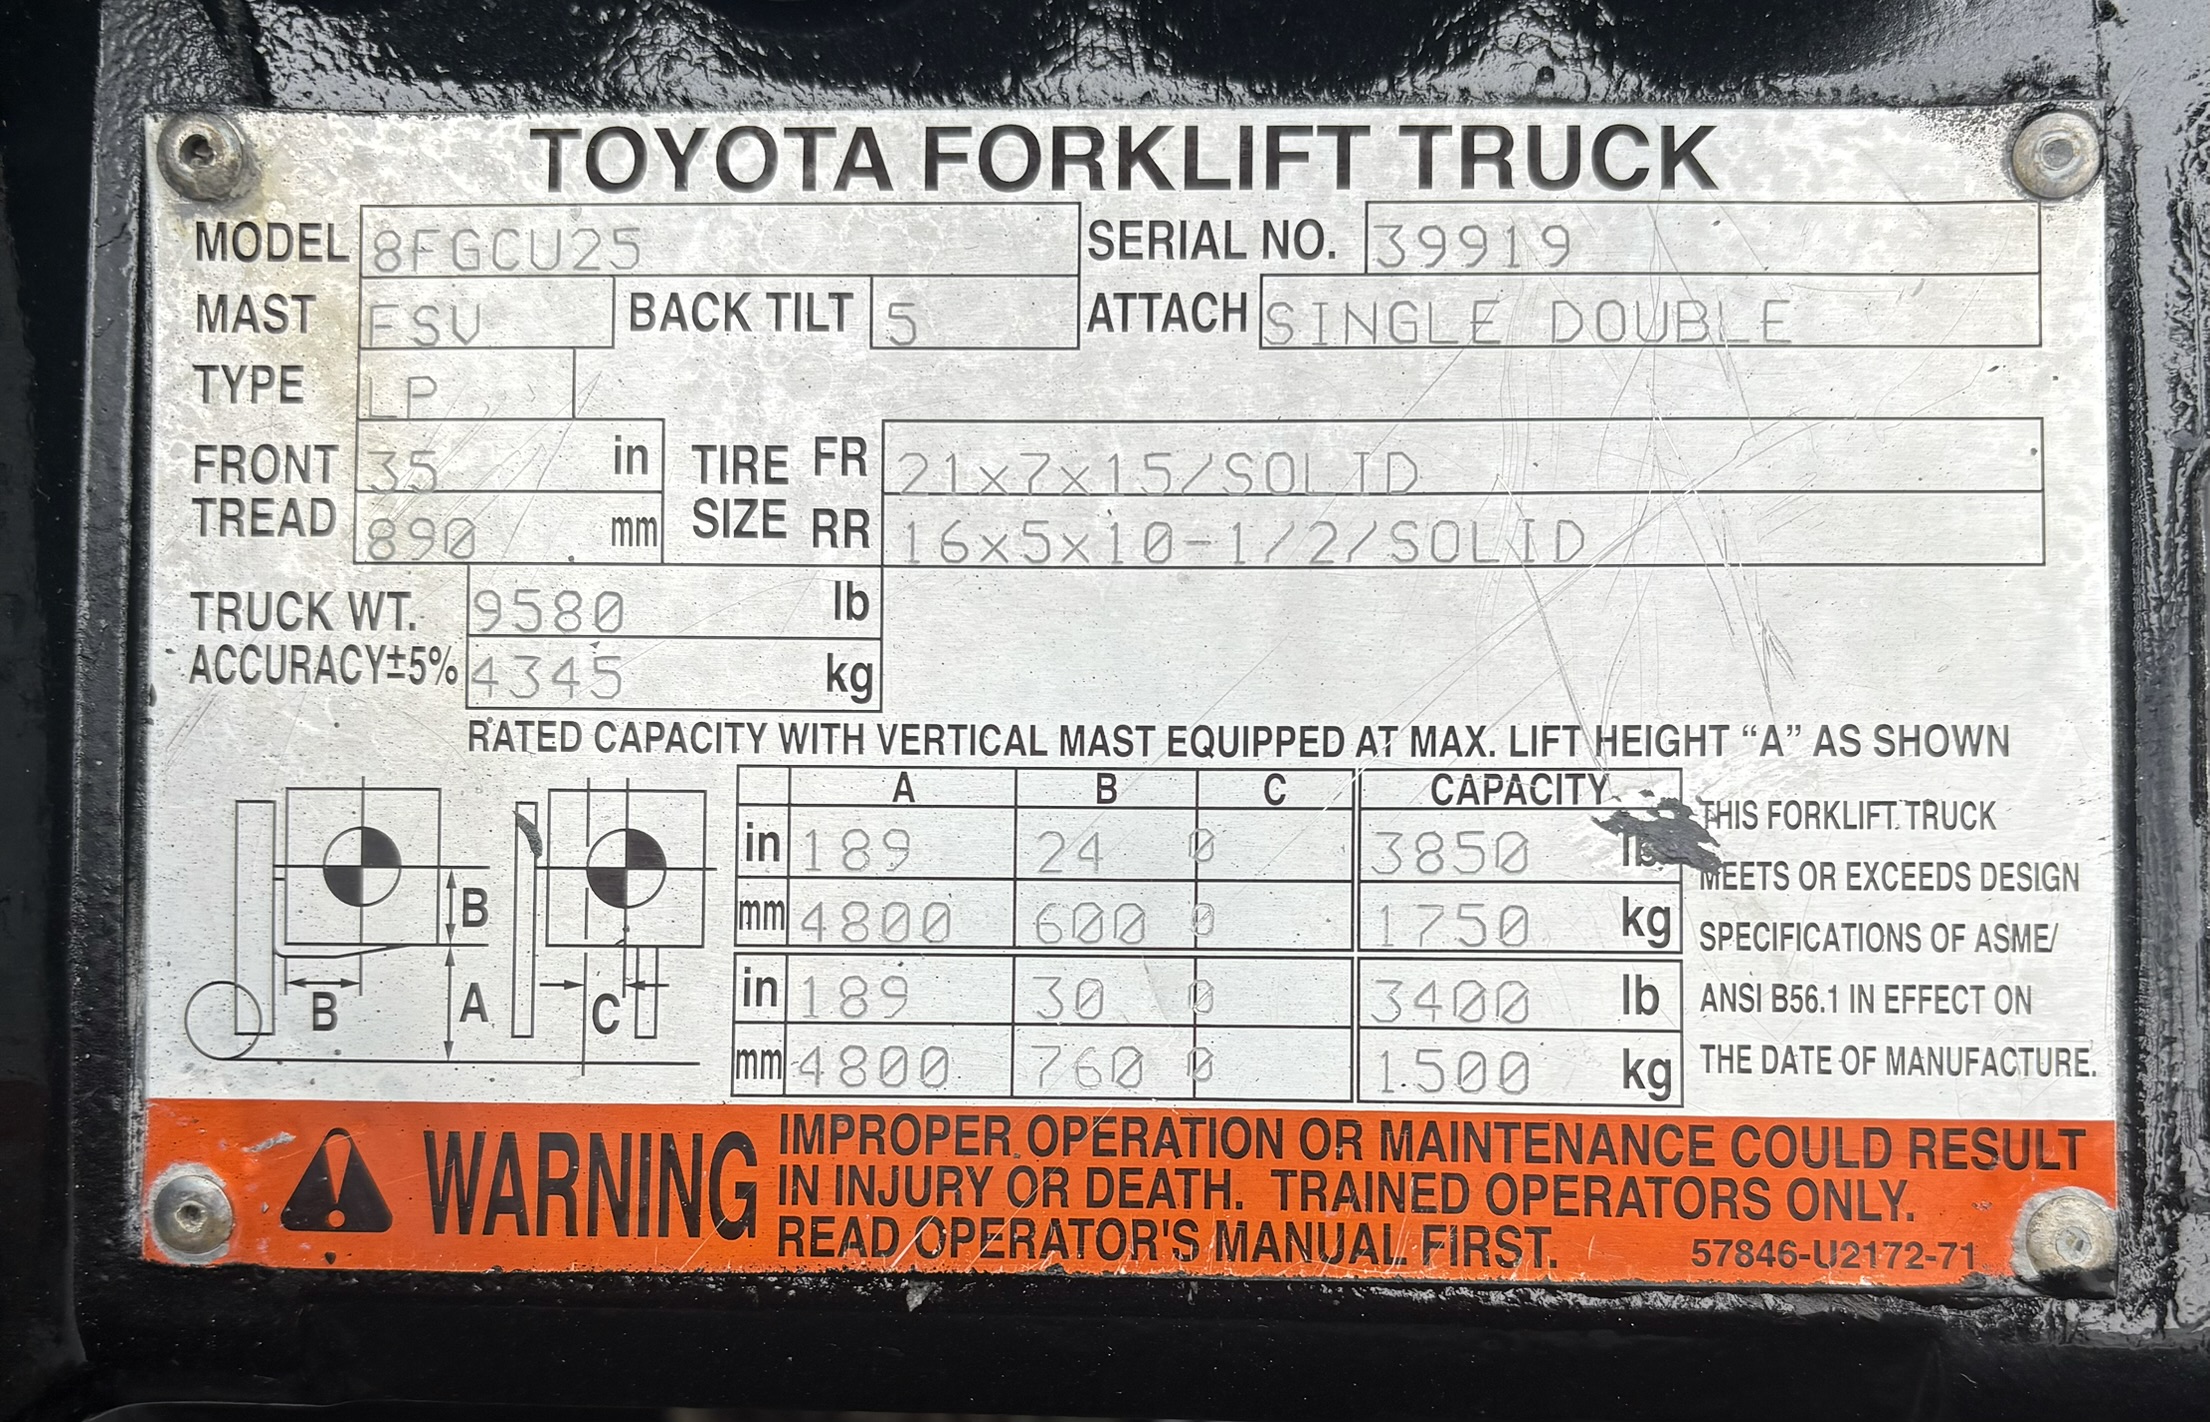 TOYOTA FORKLIFT TRUCK
MODEL 8FGCU25 SERIAL NO. 39919
MAST FSV BACK TILT 5 ATTACH SINGLE DOUBLE
TYPE LP
FRONT TREAD 35 in TIRE SIZE FR 21x7x15/SOLID
890 mm RR 16x5x10-1/2/SOLID
TRUCK WT. 9580 lb
ACCURACY±5% 4345 kg
RATED CAPACITY WITH VERTICAL MAST EQUIPPED AT MAX. LIFT HEIGHT “A” AS SHOWN
A B C CAPACITY
in 189 24 0 3850 lb
mm 4800 600 0 1750 kg
in 189 30 0 3400 lb
mm 4800 760 0 1500 kg
B B A C
THIS FORKLIFT TRUCK
MEETS OR EXCEEDS DESIGN
SPECIFICATIONS OF ASME/
ANSI B56.1 IN EFFECT ON
THE DATE OF MANUFACTURE.
WARNING
IMPROPER OPERATION OR MAINTENANCE COULD RESULT
IN INJURY OR DEATH. TRAINED OPERATORS ONLY.
READ OPERATOR'S MANUAL FIRST. 57846-U2172-71